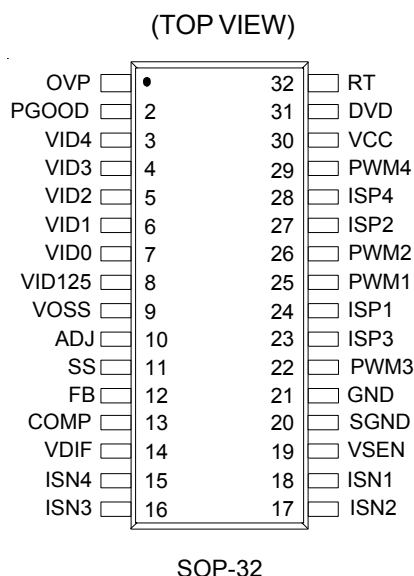 (TOP VIEW)
OVP 32 RT
PGOOD 2 31 DVD
VID4 3 30 VCC
VID3 4 29 PWM4
VID2 5 28 ISP4
VID1 6 27 ISP2
VID0 7 26 PWM2
VID125 8 25 PWM1
VOSS 9 24 ISP1
ADJ 10 23 ISP3
SS 11 22 PWM3
FB 12 21 GND
COMP 13 20 SGND
VDIF 14 19 VSEN
ISN4 15 18 ISN1
ISN3 16 17 ISN2
SOP-32